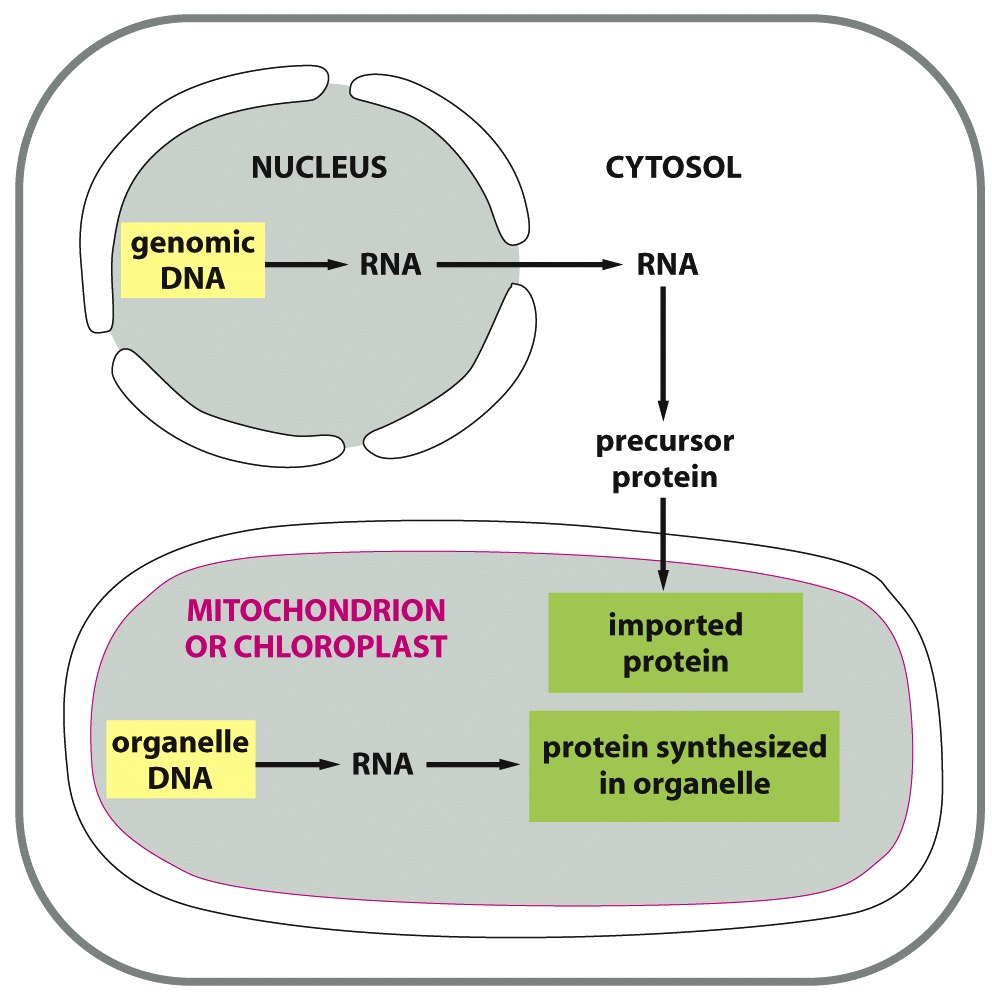 NUCLEUS
CYTOSOL
genomic
DNA
RNA
RNA
precursor
protein
MITOCHONDRION
OR CHLOROPLAST
imported
protein
organelle
DNA
RNA
protein synthesized
in organelle